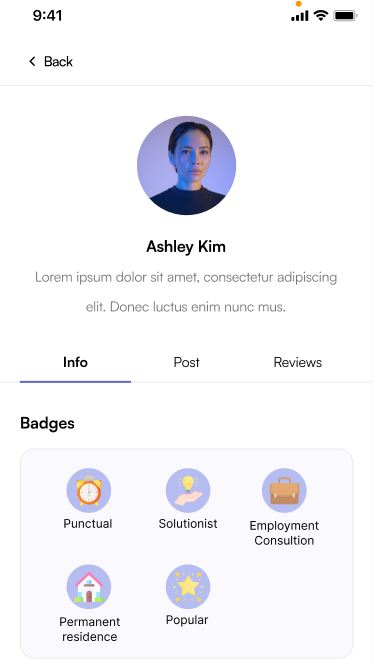 9:41
Back
Ashley Kim
Lorem ipsum dolor sit amet, consectetur adipiscing
elit. Donec luctus enim nunc mus.
Info Post Reviews
Badges
Punctual Solutionist Employment
Consultion
Permanent
residence Popular